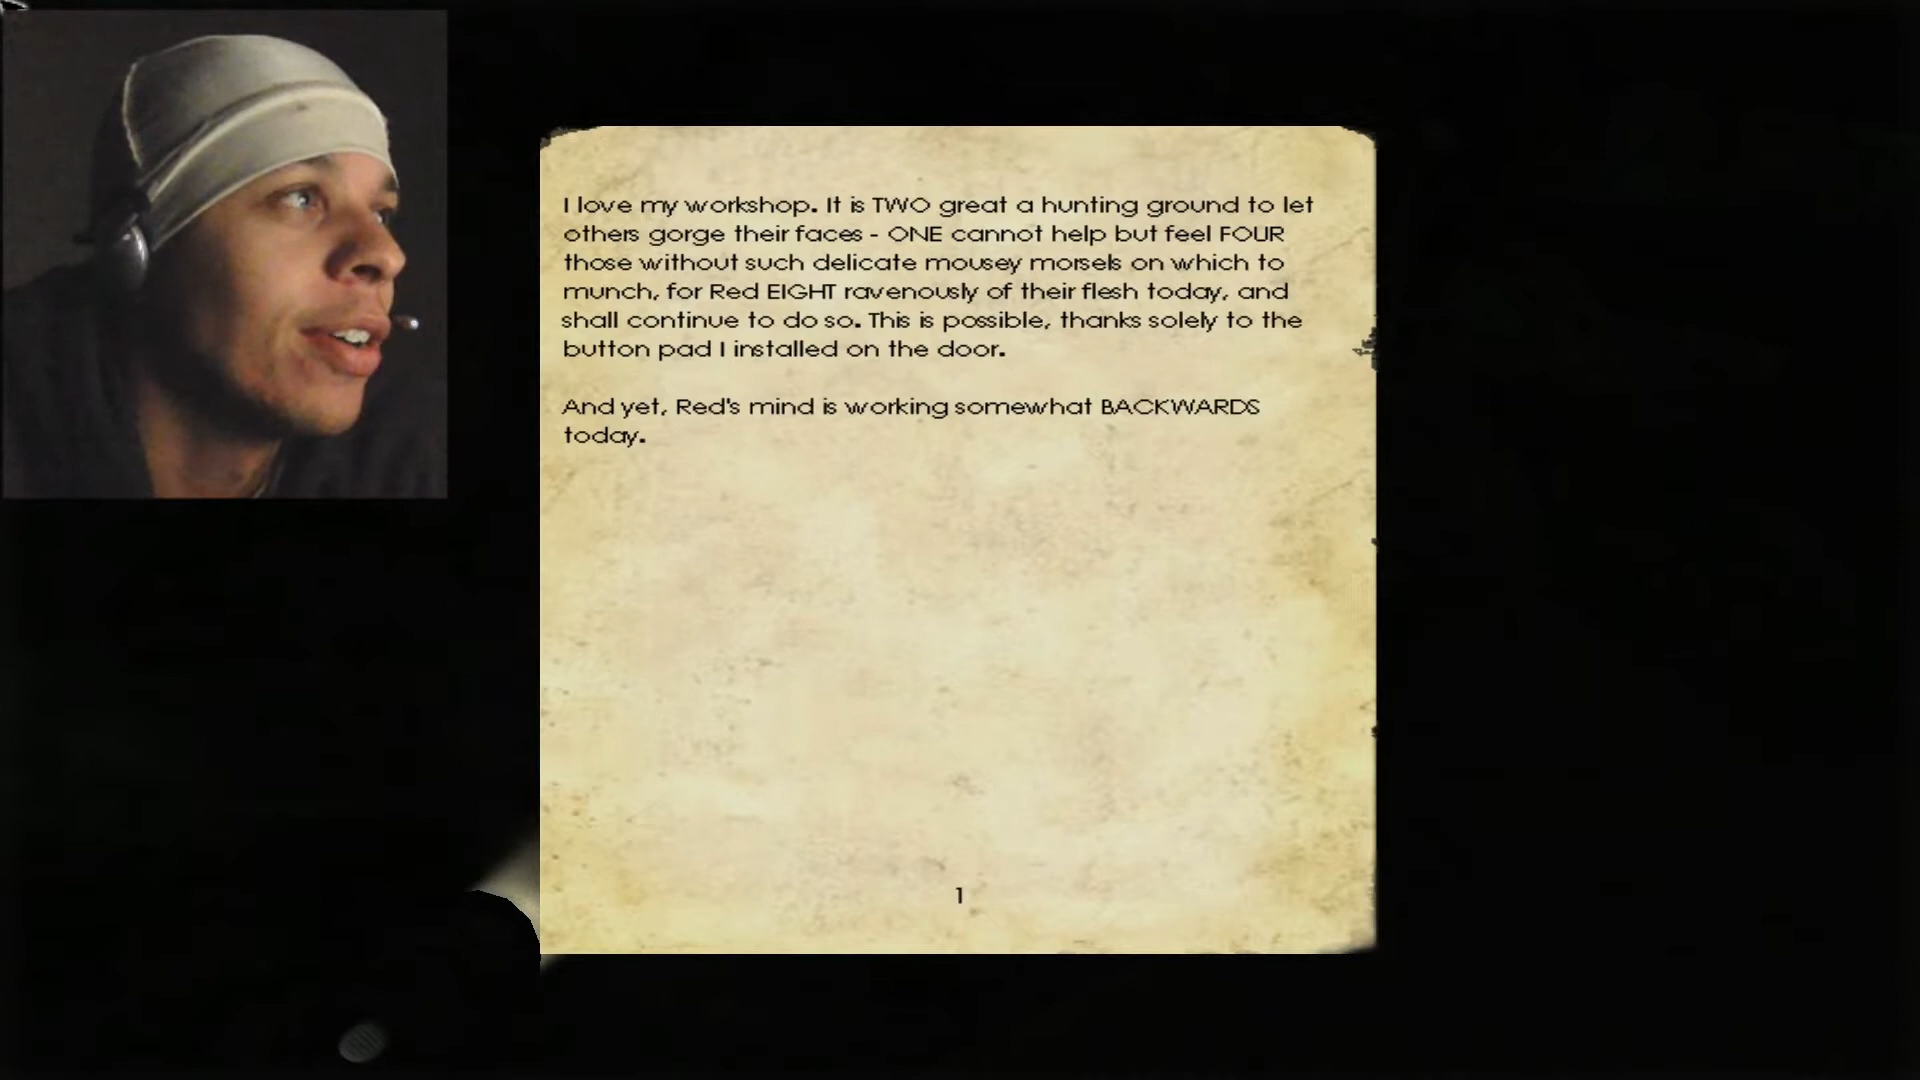 I love my workshop. It is TWO great a hunting ground to let
others gorge their faces - ONE cannot help but feel FOUR
those without such delicate mousey morsels on which to
munch, for Red EIGHT ravenously of their flesh today, and
shall continue to do so. This is possible, thanks solely to the
button pad I installed on the door.
And yet, Red's mind is working somewhat BACKWARDS
today.
1